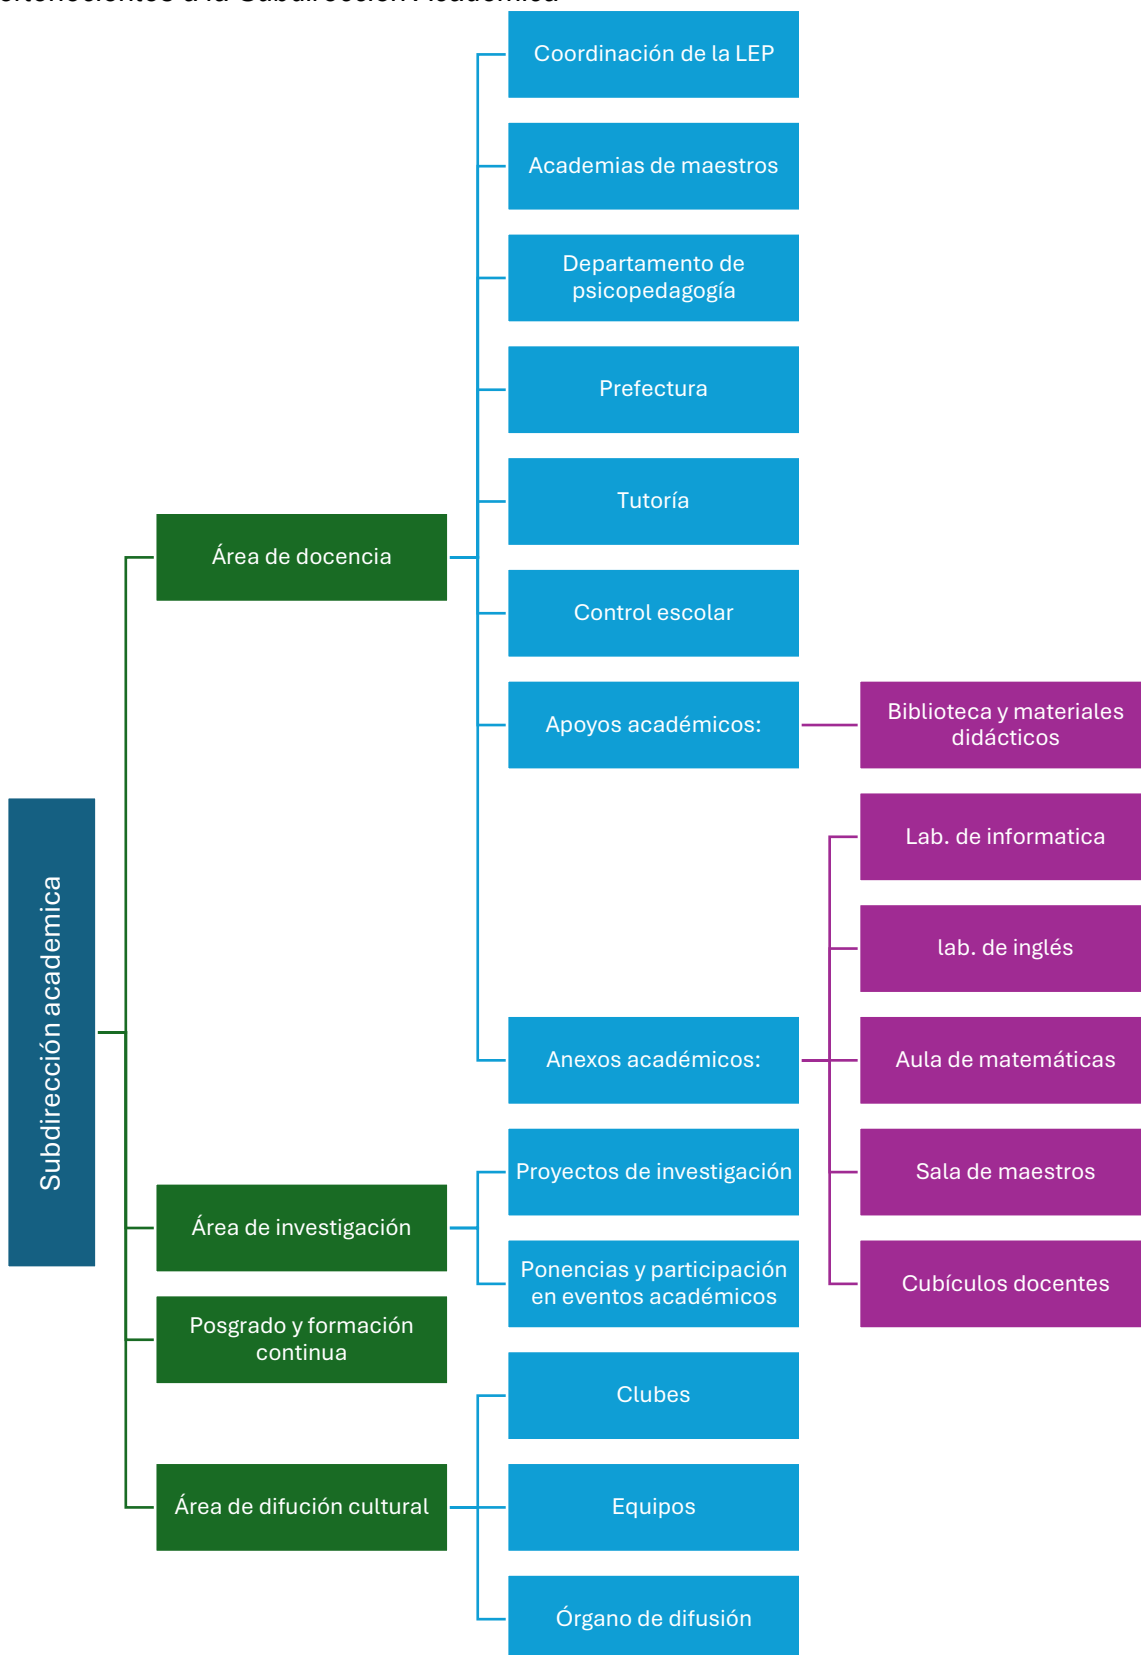 a la Subdirección Académica
Coordinación de la LEP
Academias de maestros
Departamento de
psicopedagogía
Prefectura
Tutoría
Área de docencia
Control escolar
Apoyos académicos:
Biblioteca y materiales
didácticos
Lab. de informatica
lab. de inglés
Subdirección academica
Anexos académicos:
Aula de matemáticas
Proyectos de investigación
Sala de maestros
Área de investigación
Ponencias y participación
en eventos académicos
Cubículos docentes
Posgrado y formación
continua
Clubes
Área de difución cultural
Equipos
Órgano de difusión